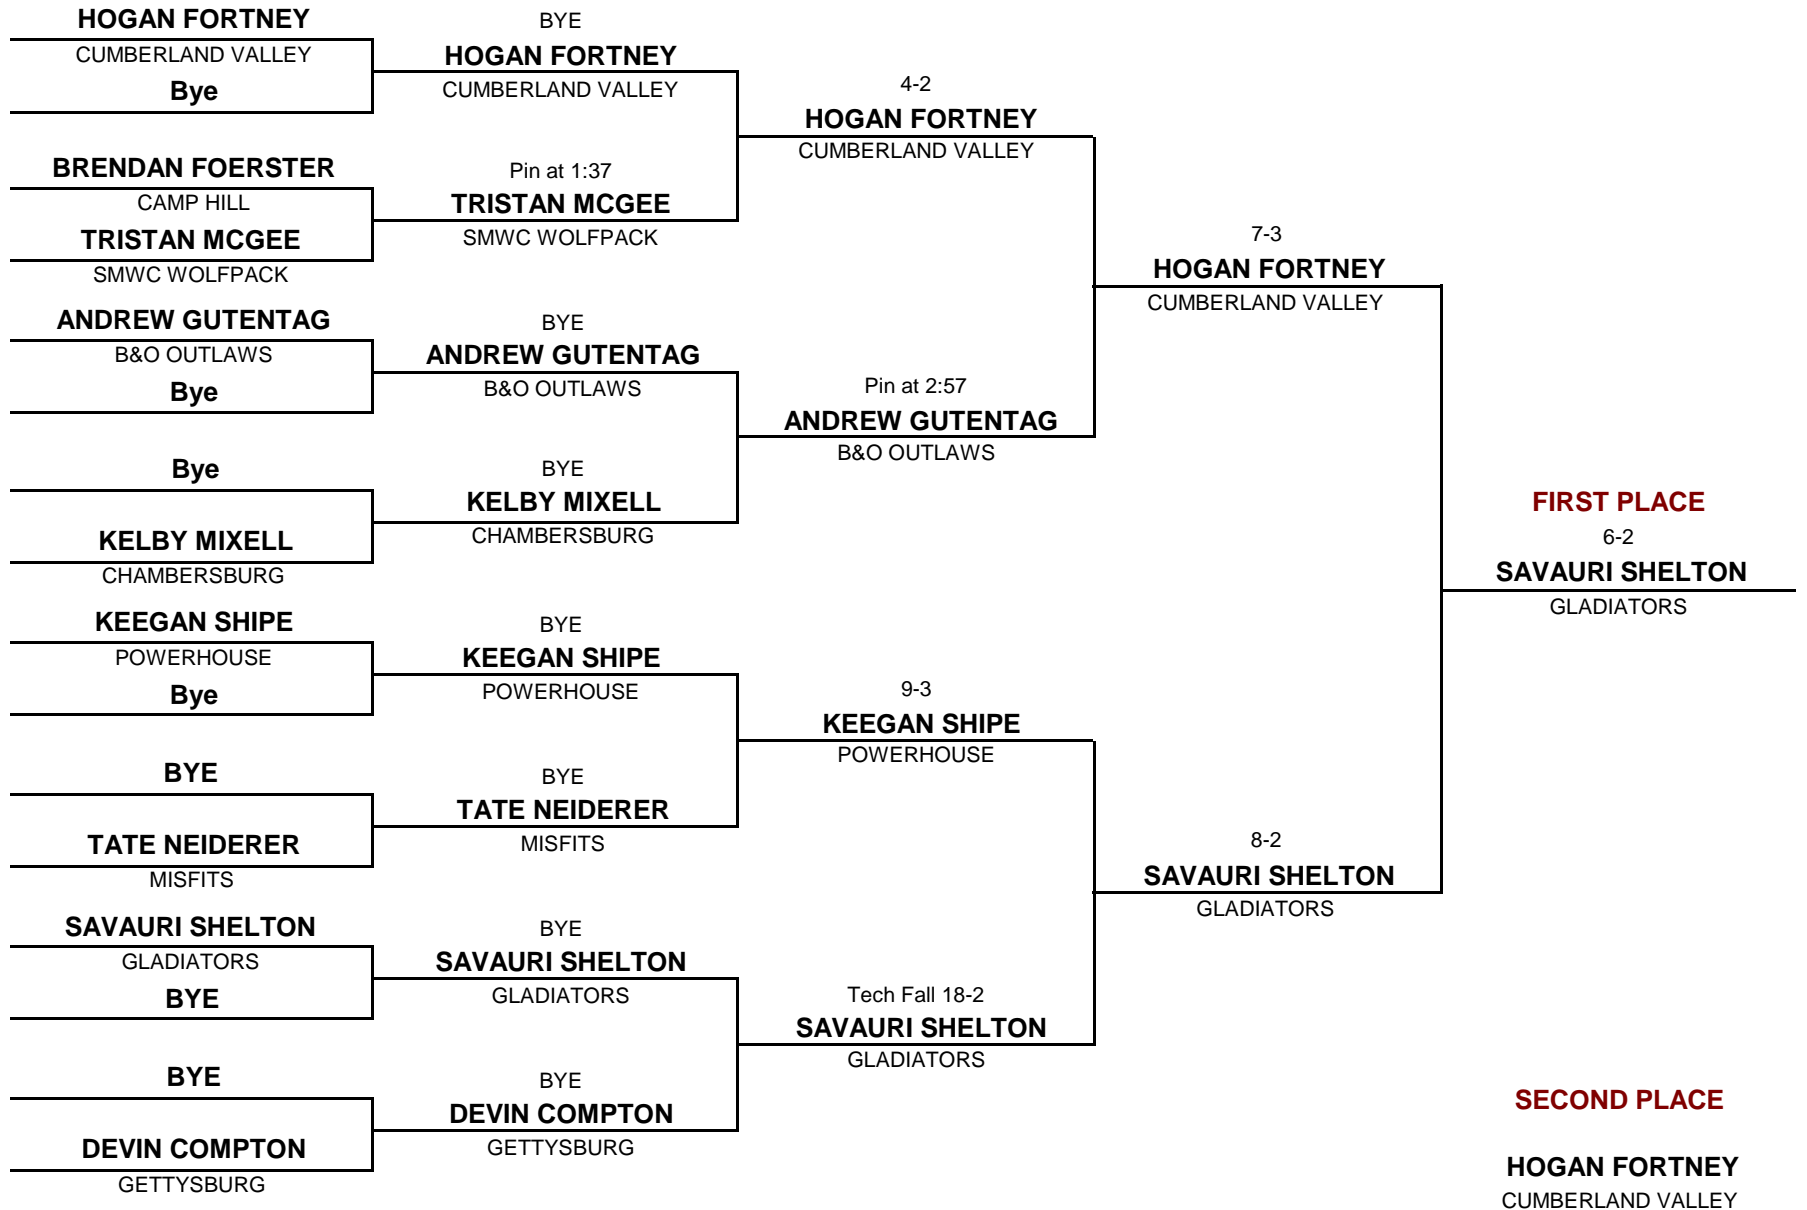 HOGAN FORTNEY
CUMBERLAND VALLEY
Bye
BRENDAN FOERSTER
CAMP HILL
TRISTAN MCGEE
SMWC WOLFPACK
ANDREW GUTENTAG
B&O OUTLAWS
Bye
Bye
KELBY MIXELL
CHAMBERSBURG
KEEGAN SHIPE
POWERHOUSE
Bye
BYE
TATE NEIDERER
MISFITS
SAVAURI SHELTON
GLADIATORS
BYE
BYE
DEVIN COMPTON
GETTYSBURG
BYE
HOGAN FORTNEY
CUMBERLAND VALLEY
Pin at 1:37
TRISTAN MCGEE
SMWC WOLFPACK
BYE
ANDREW GUTENTAG
B&O OUTLAWS
BYE
KELBY MIXELL
CHAMBERSBURG
BYE
KEEGAN SHIPE
POWERHOUSE
BYE
TATE NEIDERER
MISFITS
BYE
SAVAURI SHELTON
GLADIATORS
BYE
DEVIN COMPTON
GETTYSBURG
4-2
HOGAN FORTNEY
CUMBERLAND VALLEY
Pin at 2:57
ANDREW GUTENTAG
B&O OUTLAWS
9-3
KEEGAN SHIPE
POWERHOUSE
Tech Fall 18-2
SAVAURI SHELTON
GLADIATORS
7-3
HOGAN FORTNEY
CUMBERLAND VALLEY
8-2
SAVAURI SHELTON
GLADIATORS
FIRST PLACE
6-2
SAVAURI SHELTON
GLADIATORS
SECOND PLACE
HOGAN FORTNEY
CUMBERLAND VALLEY